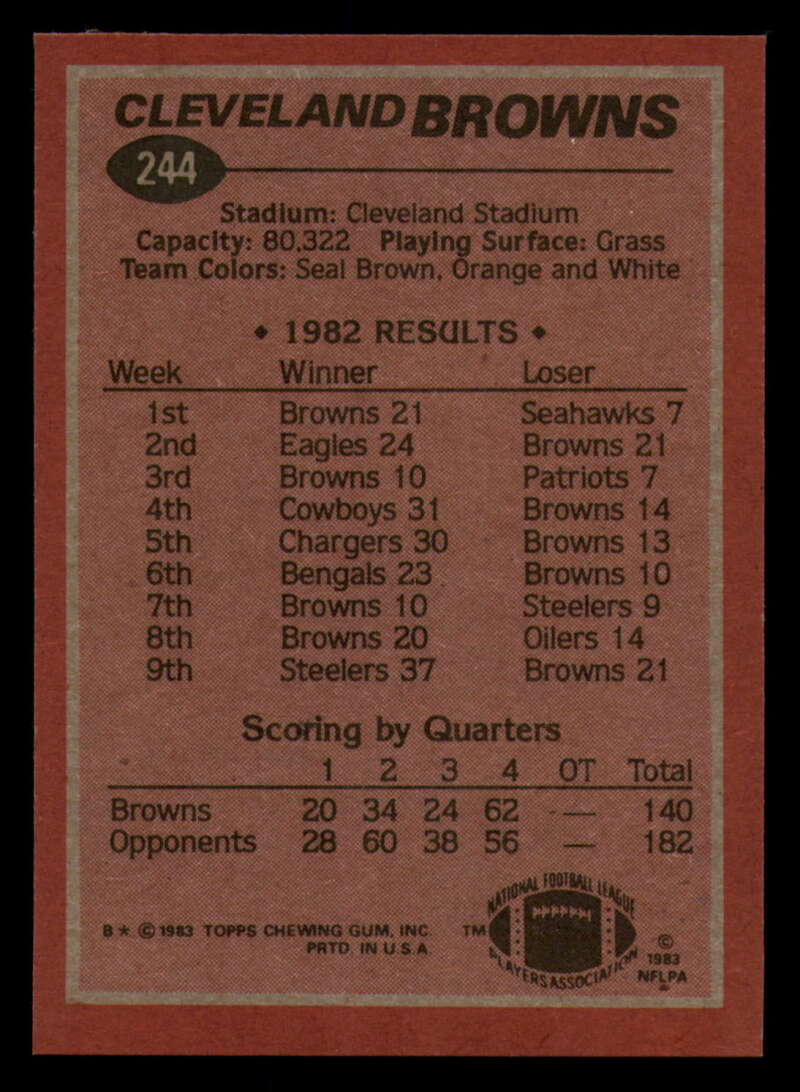 CLEVELAND BROWNS
244
Stadium: Cleveland Stadium
Capacity: 80,322 Playing Surface: Grass
Team Colors: Seal Brown, Orange and White
♦ 1982 RESULTS ♦
Week Winner Loser
1st Browns 21 Seahawks 7
2nd Eagles 24 Browns 21
3rd Browns 10 Patriots 7
4th Cowboys 31 Browns 14
5th Chargers 30 Browns 13
6th Bengals 23 Browns 10
7th Browns 10 Steelers 9
8th Browns 20 Oilers 14
9th Steelers 37 Browns 21
Scoring by Quarters
1 2 3 4 OT Total
Browns 20 34 24 62 — 140
Opponents 28 60 38 56 — 182
NATIONAL FOOTBALL LEAGUE
PLAYERS ASSOCIATION
B * © 1983 TOPPS CHEWING GUM, INC. TM
PRTD. IN U.S.A.
©
1983
NFLPA